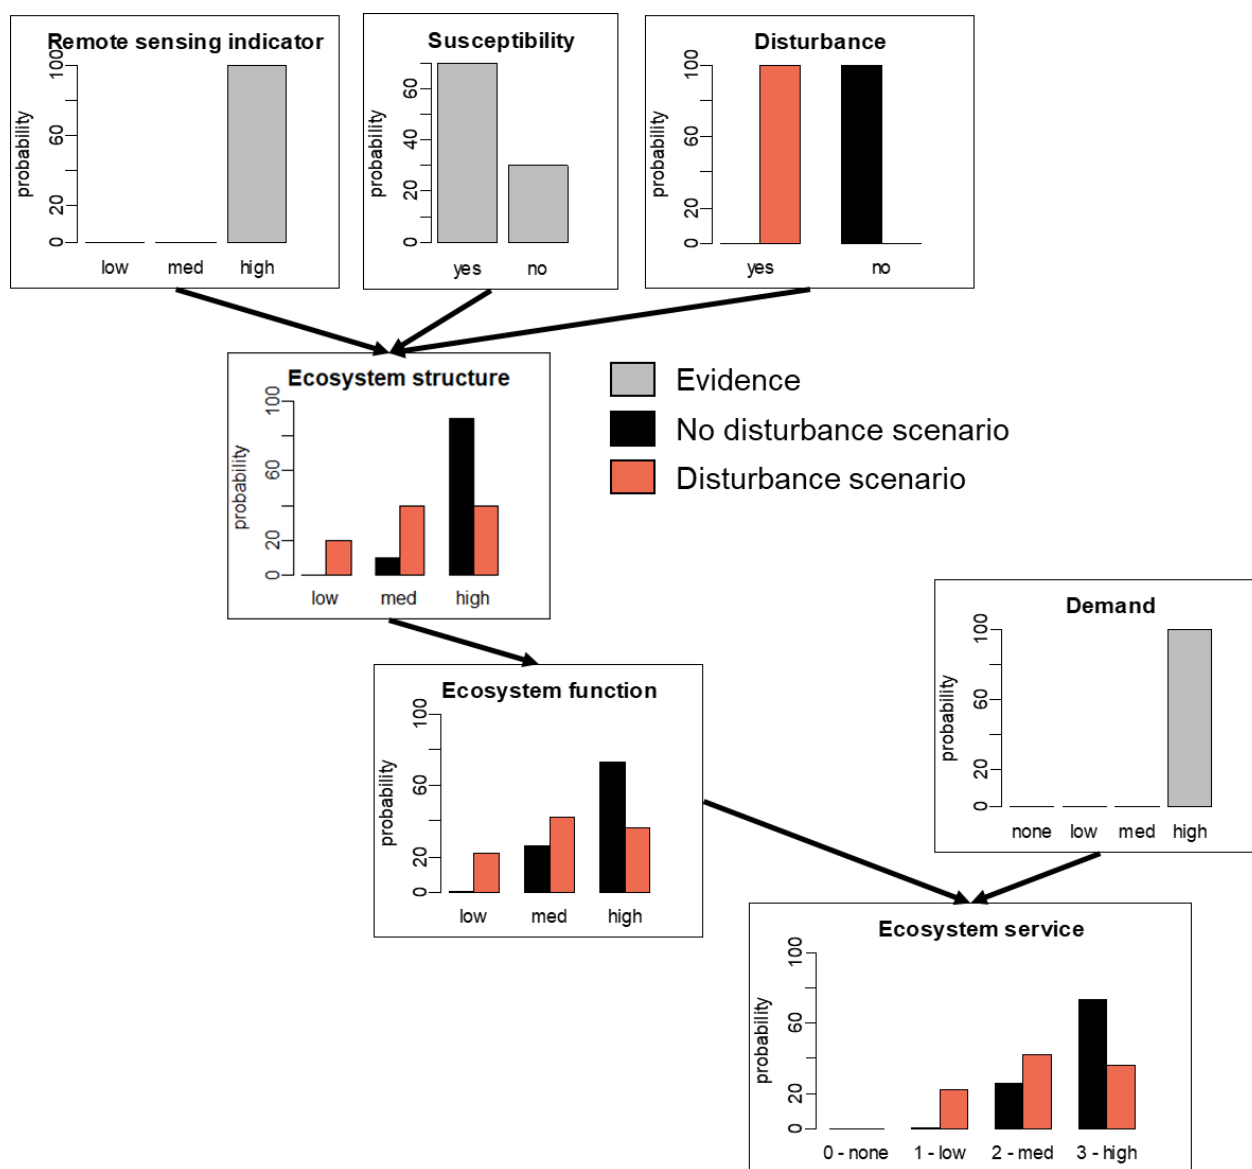 Remote sensing indicator
probability
100
60
20
0
low med high
Susceptibility
probability
60
40
20
0
yes no
Disturbance
probability
100
60
20
0
yes no
Ecosystem structure
probability
100
60
20
0
low med high
Evidence
No disturbance scenario
Disturbance scenario
Demand
probability
100
60
20
0
none low med high
Ecosystem function
probability
100
60
20
0
low med high
Ecosystem service
probability
100
60
20
0
0 - none 1 - low 2 - med 3 - high